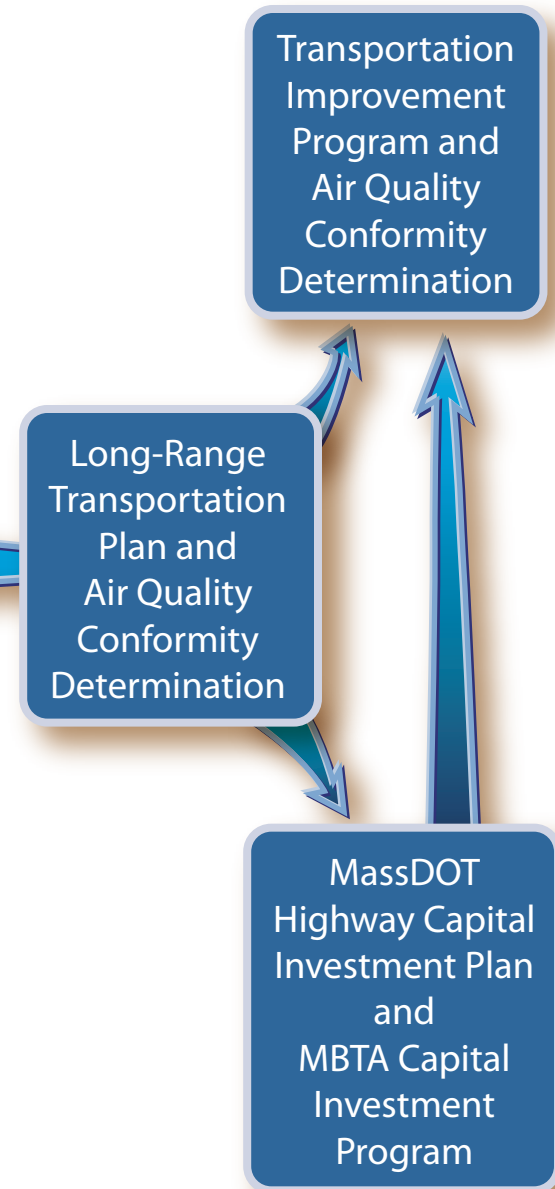 Transportation
Improvement
Program and
Air Quality
Conformity
Determination
Long-Range
Transportation
Plan and
Air Quality
Conformity
Determination
MassDOT
Highway Capital
Investment Plan
and
MBTA Capital
Investment
Program